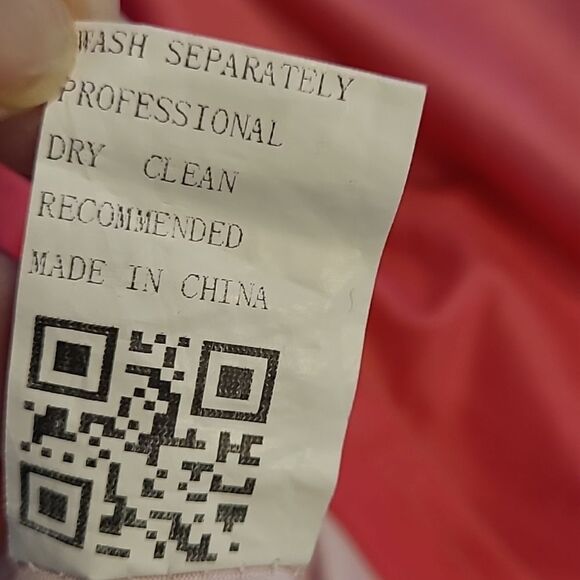 WASH SEPARATELY
PROFESSIONAL
DRY CLEAN
RECOMMENDED
MADE IN CHINA